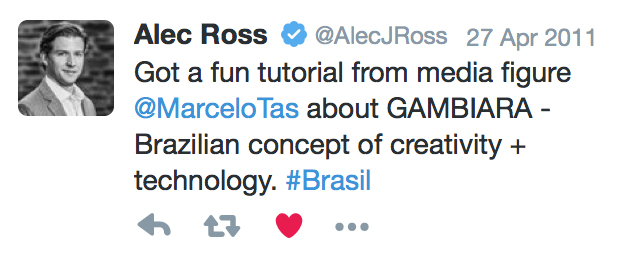 Alec Ross @AlecJRoss 27 Apr 2011
Got a fun tutorial from media figure
@MarceloTas about GAMBIARA -
Brazilian concept of creativity +
technology. #Brasil